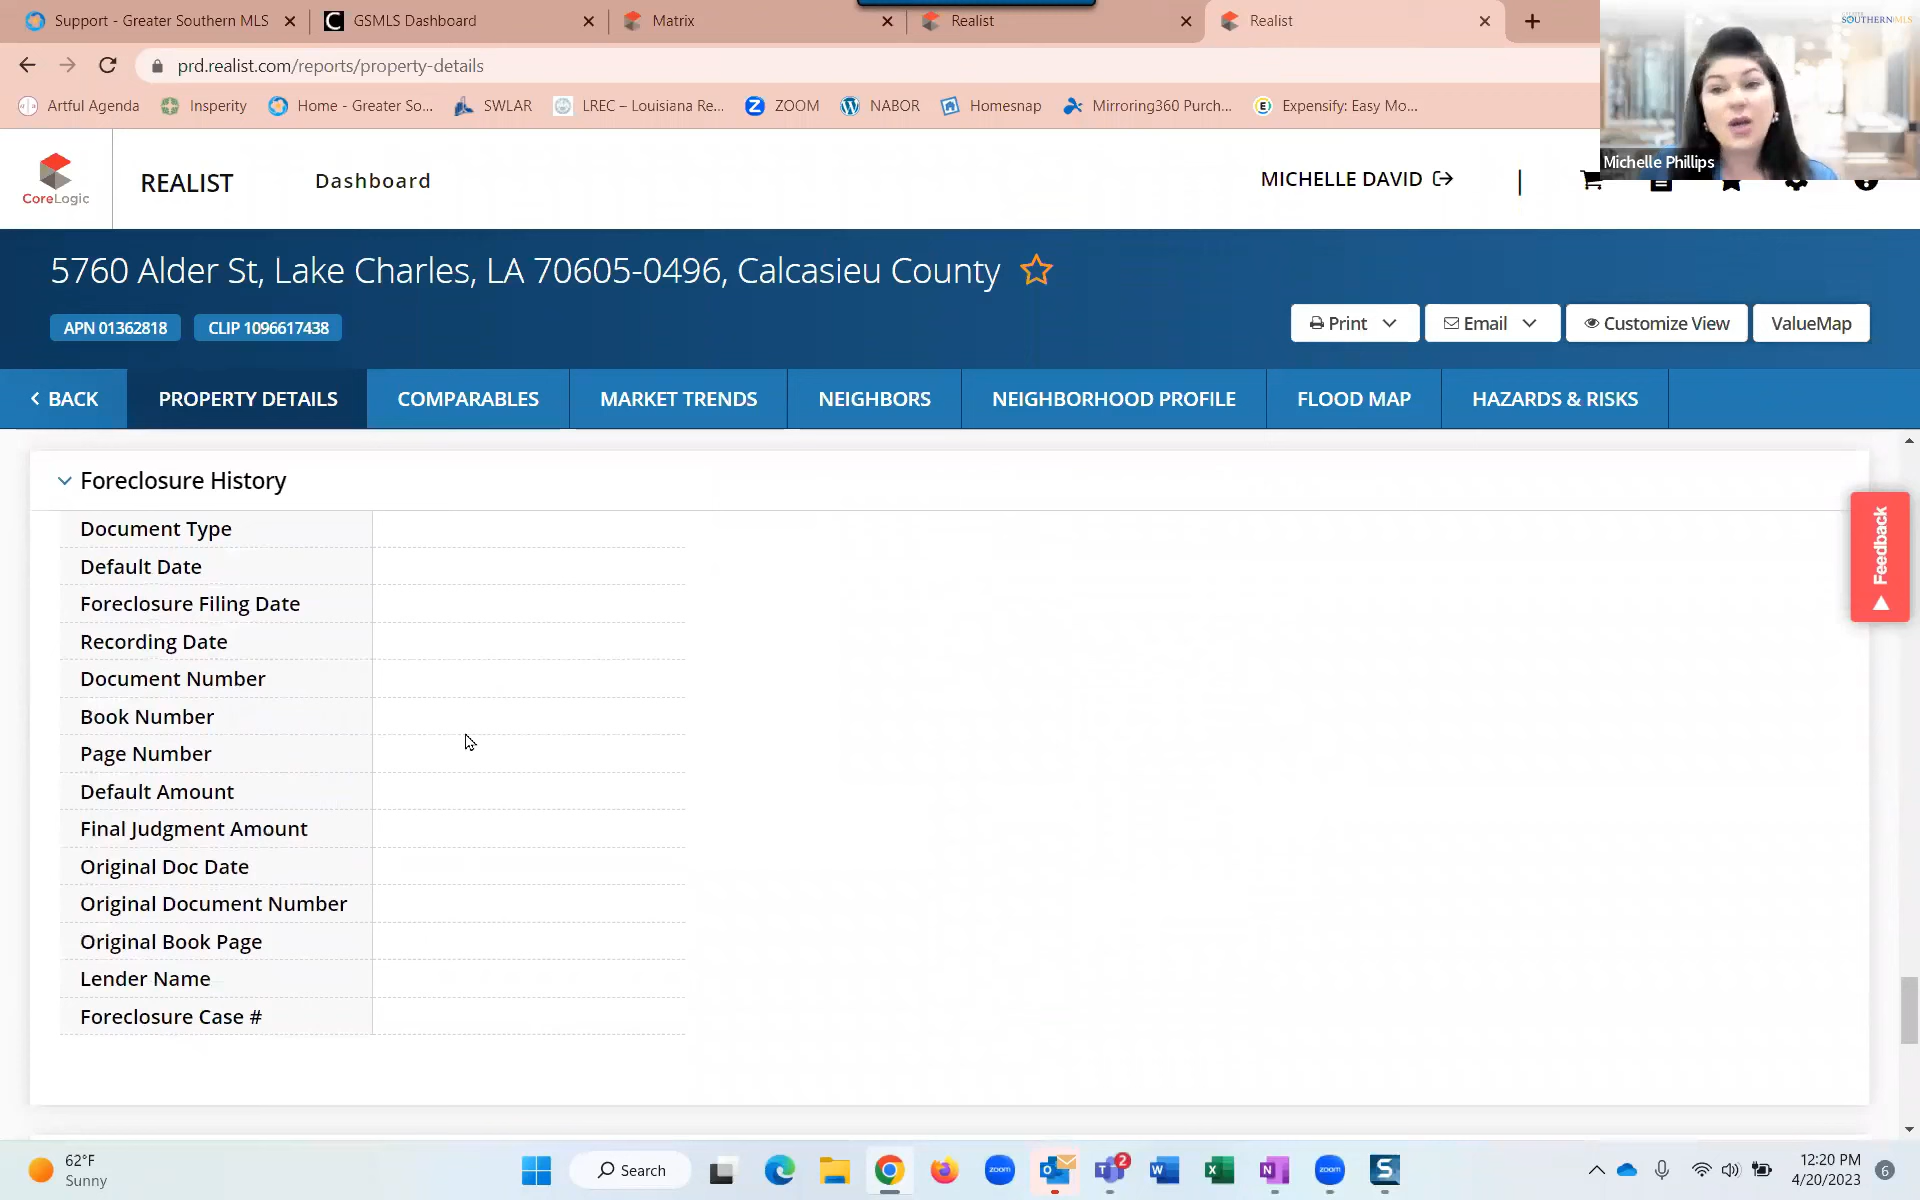 Support - Greater Southern MLS
GSMLS Dashboard
Matrix
Realist
Realist
prd.realist.com/reports/property-details
Artful Agenda
Insperity
Home - Greater So...
SWLAR
LREC – Louisiana Re...
ZOOM
NABOR
Homesnap
Mirroring360 Purch...
Expensify: Easy Mo...
SOUTHERN MLS
Michelle Phillips
CoreLogic
REALIST
Dashboard
MICHELLE DAVID
5760 Alder St, Lake Charles, LA 70605-0496, Calcasieu County
APN 01362818
CLIP 1096617438
Print
Email
Customize View
ValueMap
BACK
PROPERTY DETAILS
COMPARABLES
MARKET TRENDS
NEIGHBORS
NEIGHBORHOOD PROFILE
FLOOD MAP
HAZARDS & RISKS
Foreclosure History
Document Type
Default Date
Foreclosure Filing Date
Recording Date
Document Number
Book Number
Page Number
Default Amount
Final Judgment Amount
Original Doc Date
Original Document Number
Original Book Page
Lender Name
Foreclosure Case #
Feedback
62°F
Sunny
Search
zoom
2
zoom
12:20 PM
4/20/2023
6